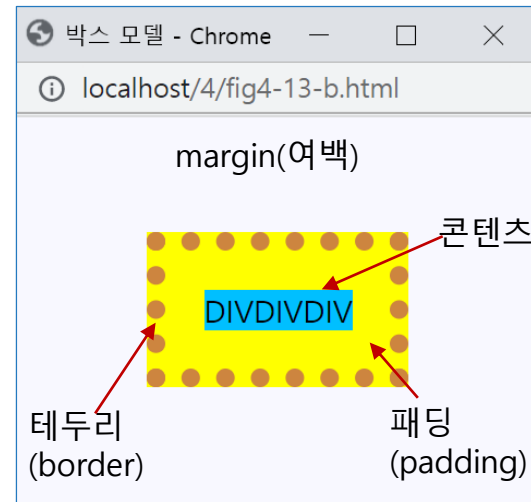 박스 모델 - Chrome
localhost/4/fig4-13-b.html
margin(여백)
콘텐츠
DIVDIVDIV
테두리
(border)
패딩
(padding)